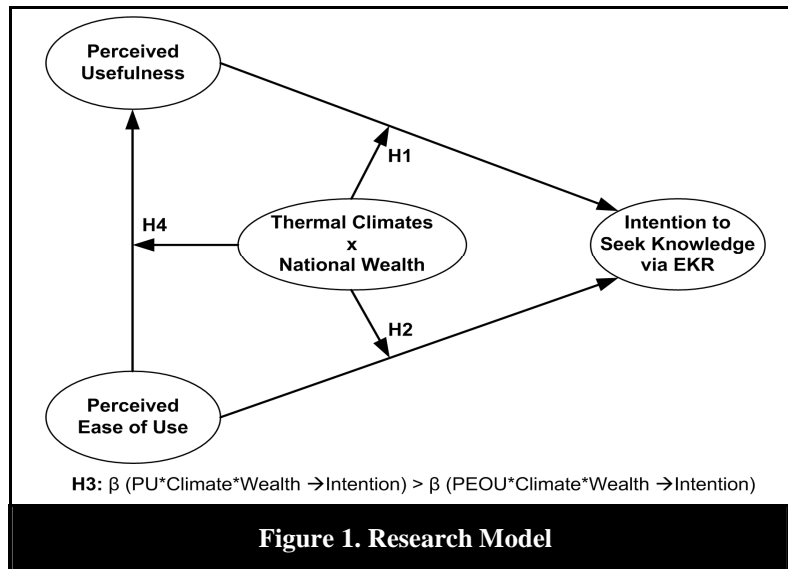 Perceived
Usefulness
H1
H4
Thermal Climates
x
National Wealth
Intention to
Seek Knowledge
via EKR
H2
Perceived
Ease of Use
H3: β (PU*Climate*Wealth →Intention) > β (PEOU*Climate*Wealth →Intention)
Figure 1. Research Model